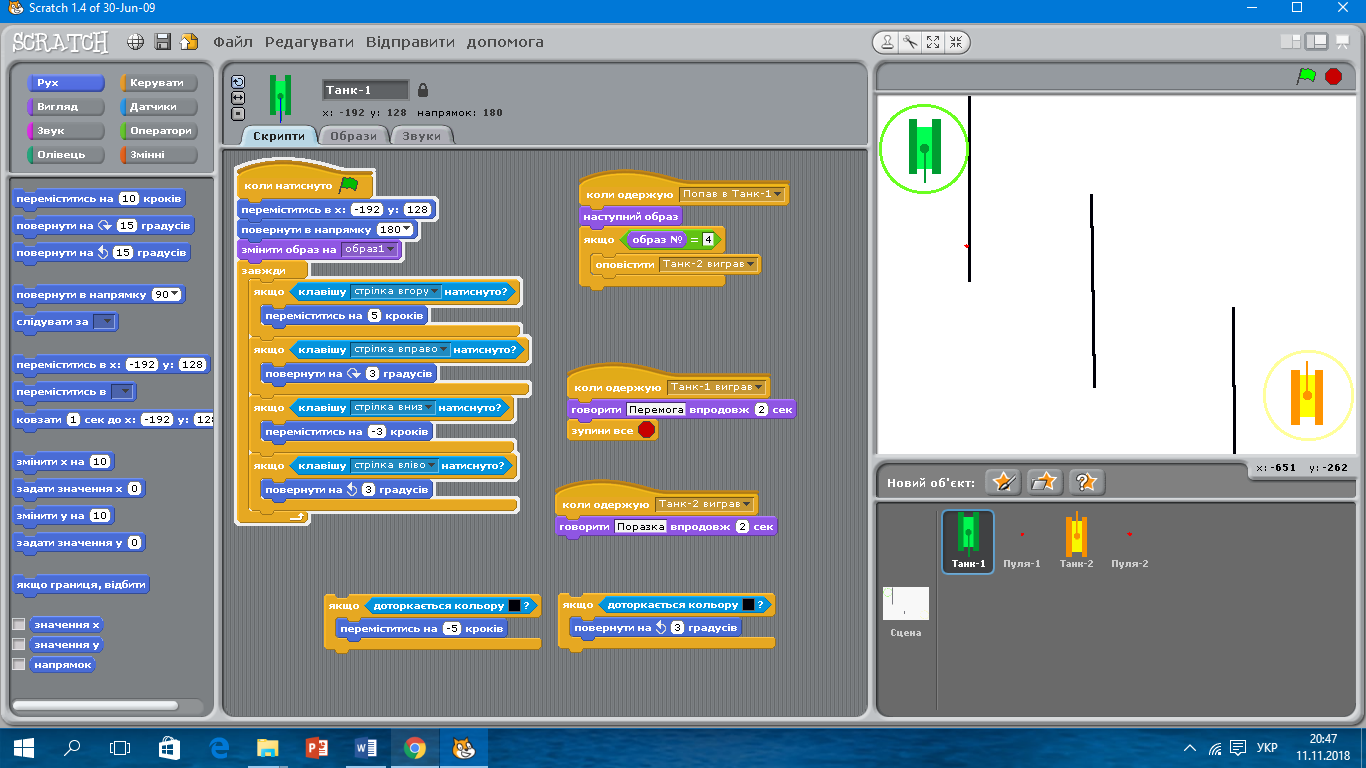 Scratch 1.4 of 30-Jun-09
SCRATCH
Файл Редагувати Відправити допомога
Рух Керувати
Вигляд Датчики
Звук Оператори
Олівець Змінні
Танк-1
x: -192 y: 128 напрямок: 180
Скрипти Образи Звуки
перeміститись на 10 кроків
повернути на 15 градусів
повернути на 15 градусів
повернути в напрямку 90
слідувати за
переміститись в x: -192 y: 128
переміститись в
ковзати 1 сек до x: -192 y: 128
змінити x на 10
задати значення x 0
змінити y на 10
задати значення y 0
якщо границя, відбити
значення x
значення y
напрямок
коли натиснуто
переміститись в x: -192 y: 128
повернути в напрямку 180
змінити образ на образ1
завжди
якщо клавішу стрілка вгору натиснуто?
переміститись на 5 кроків
якщо клавішу стрілка вправо натиснуто?
повернути на 3 градусів
якщо клавішу стрілка вниз натиснуто?
переміститись на -3 кроків
якщо клавішу стрілка вліво натиснуто?
повернути на 3 градусів
коли одержую Попав в Танк-1
наступний образ
якщо образ № = 4
оповістити Танк-2 виграв
коли одержую Танк-1 виграв
говорити Перемога впродовж 2 сек
зупини все
коли одержую Танк-2 виграв
говорити Поразка впродовж 2 сек
якщо доторкається кольору ?
переміститись на -5 кроків
якщо доторкається кольору ?
повернути на 3 градусів
x: -651 y: -262
Новий об'єкт:
Танк-1 Пуля-1 Танк-2 Пуля-2
Сцена
УКР
20:47
11.11.2018